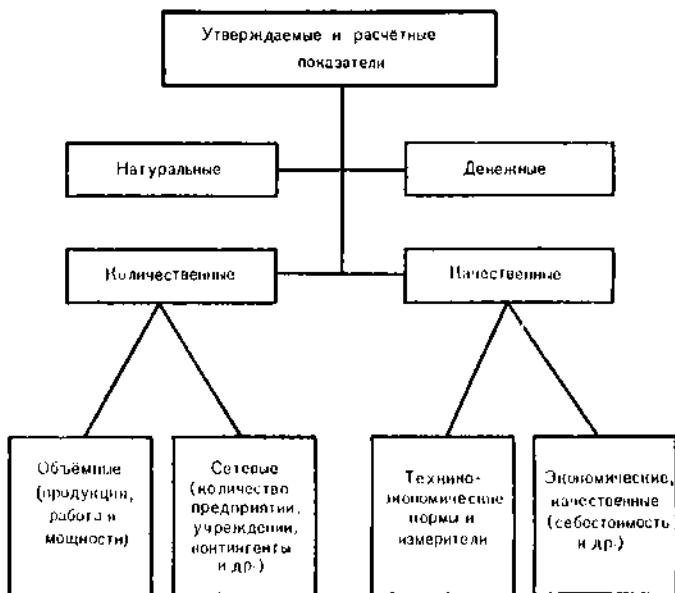 Утверждаемые и расчётные
показатели
Натуральные
Денежные
Количественные
Качественные
Объёмные
(продукции,
работа и
мощности)
Сетевые
(количество
предприятий,
учреждений,
контингенты
и др.)
Технико-
экономические
нормы и
измерители
Экономические,
качественные
(себестоимость
и др.)